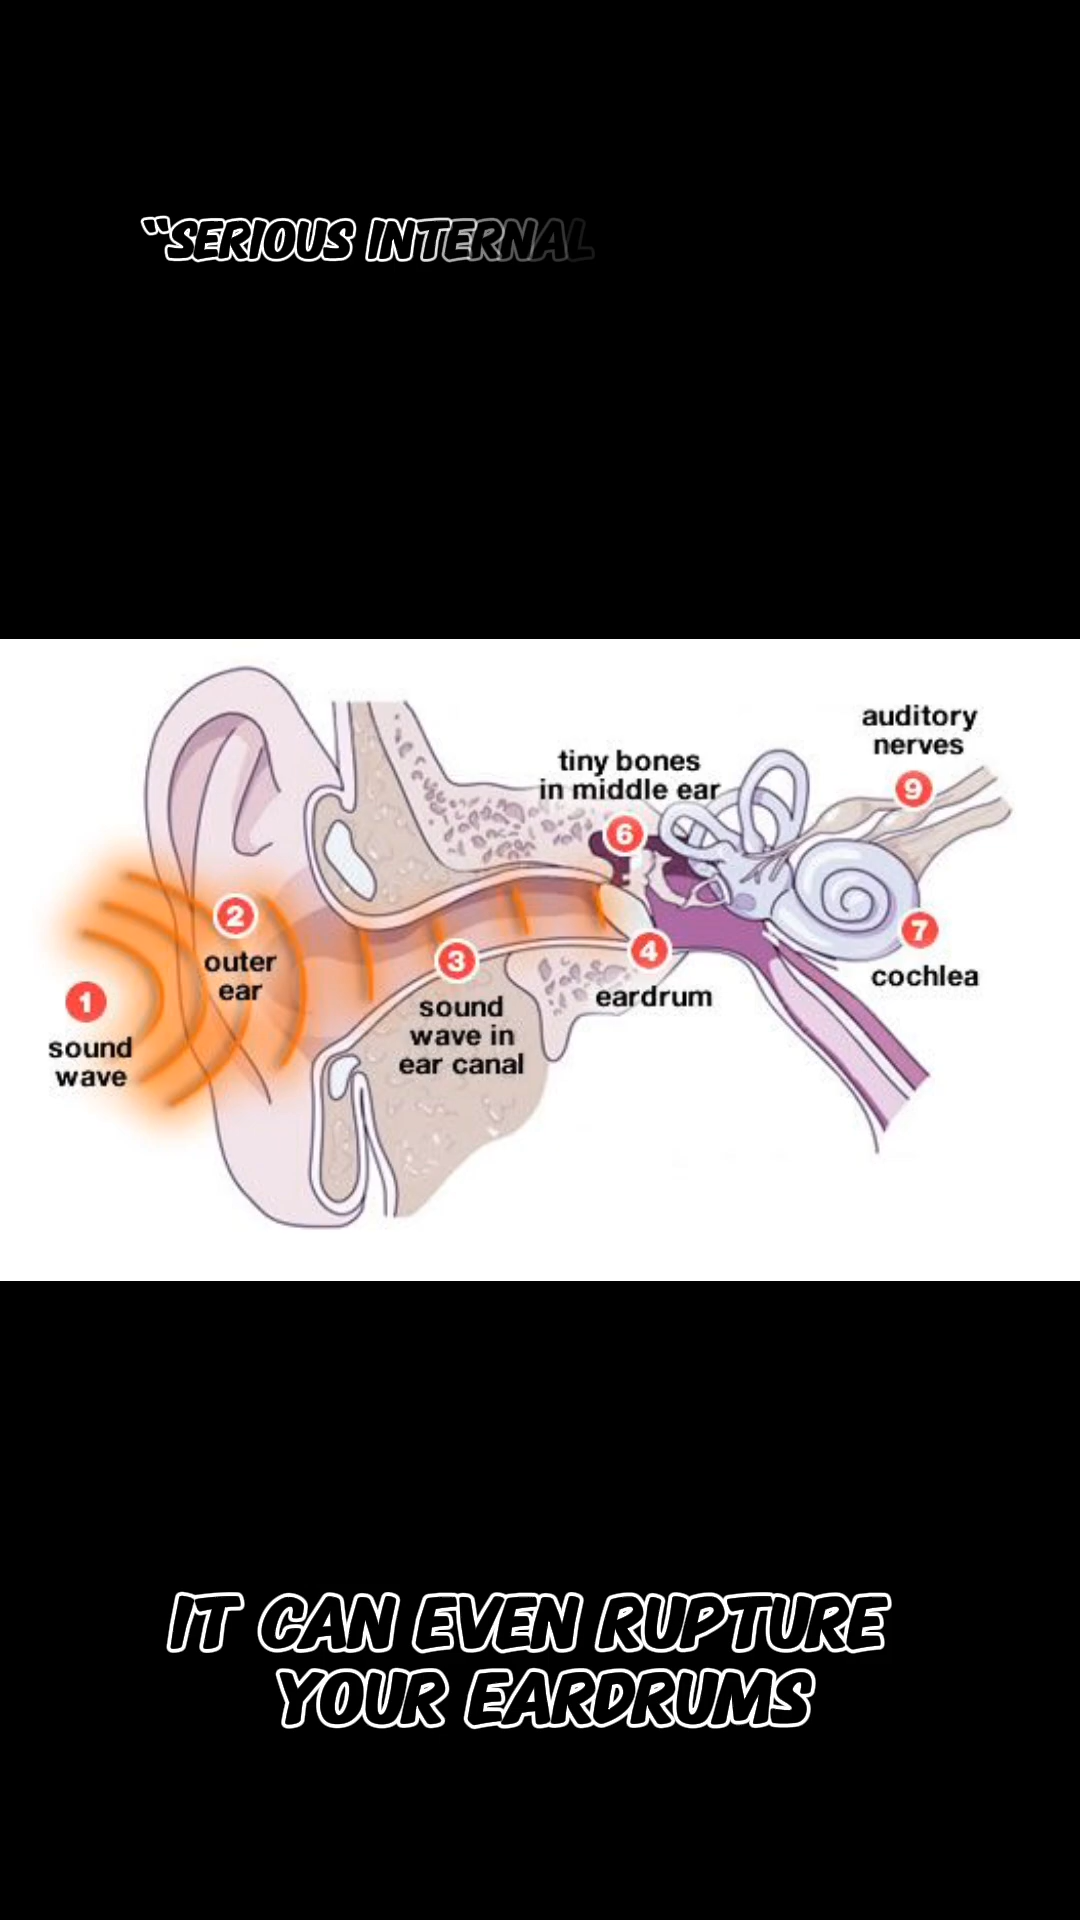 “SERIOUS INTERNAL
auditory
nerves
9
tiny bones
in middle ear
6
2
outer
ear
1
sound
wave
3
sound
wave in
ear canal
4
eardrum
7
cochlea
IT CAN EVEN RUPTURE
YOUR EARDRUMS